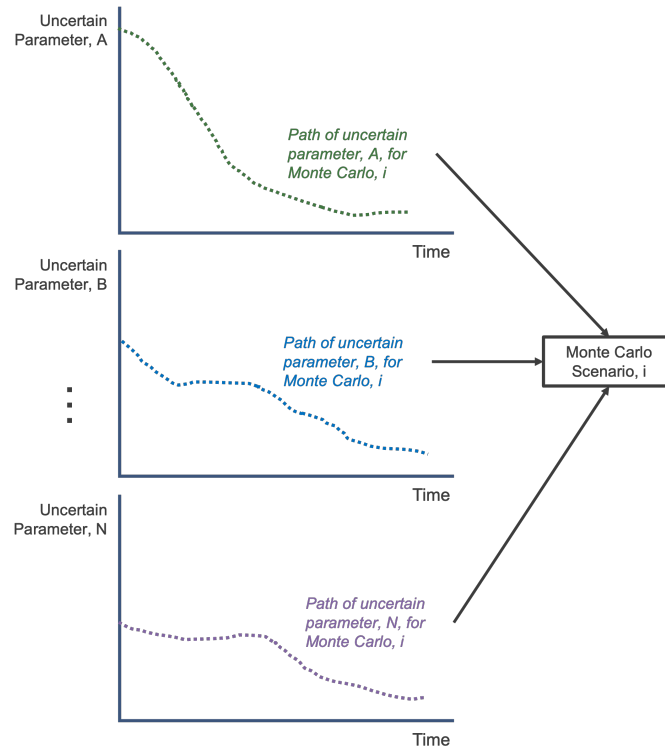 Uncertain
Parameter, A
Path of uncertain
parameter, A, for
Monte Carlo, i
Time
Uncertain
Parameter, B
Path of uncertain
parameter, B, for
Monte Carlo, i
Time
Monte Carlo
Scenario, i
Uncertain
Parameter, N
Path of uncertain
parameter, N, for
Monte Carlo, i
Time